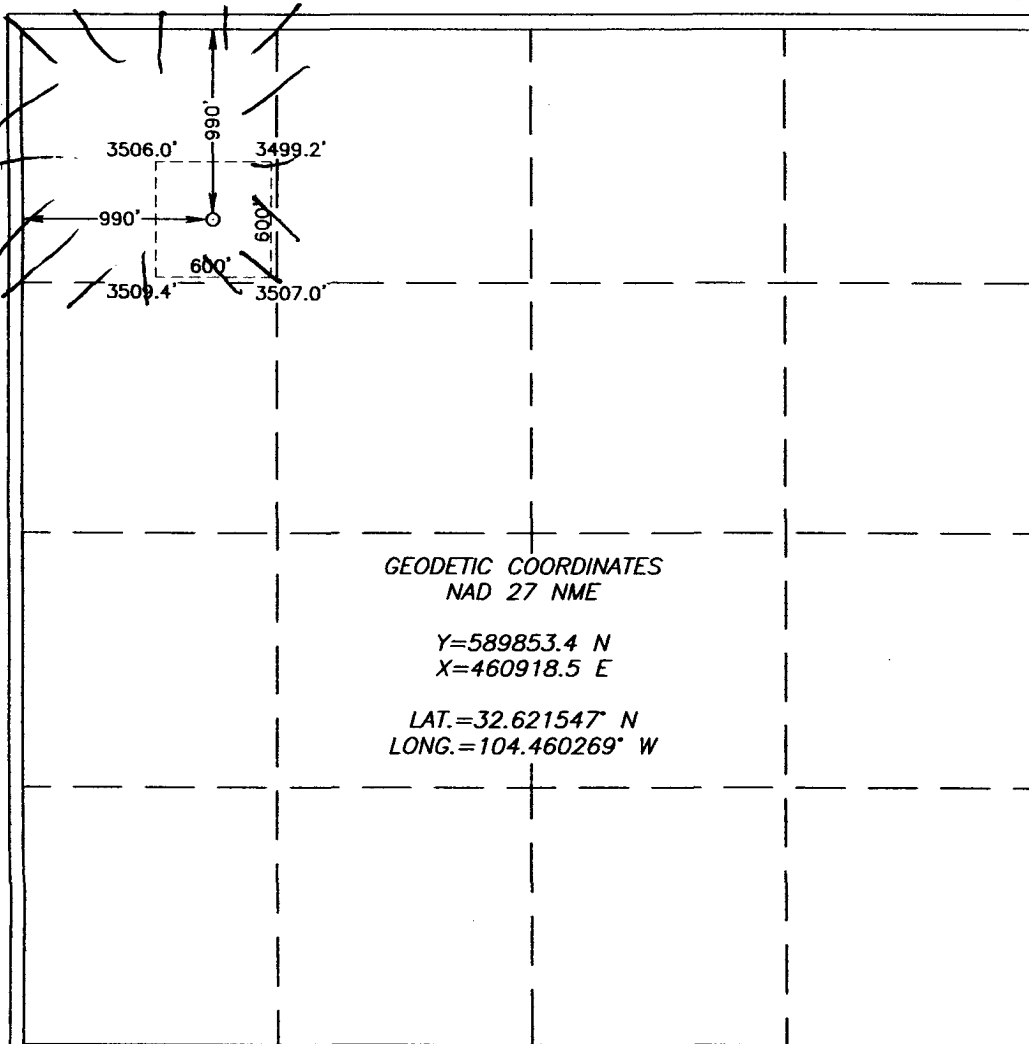 990'
3506.0' 3499.2'
990'
600'
600'
3509.4' 3507.0'
GEODETIC COORDINATES
NAD 27 NME
Y=589853.4 N
X=460918.5 E
LAT.=32.621547° N
LONG.=104.460269° W